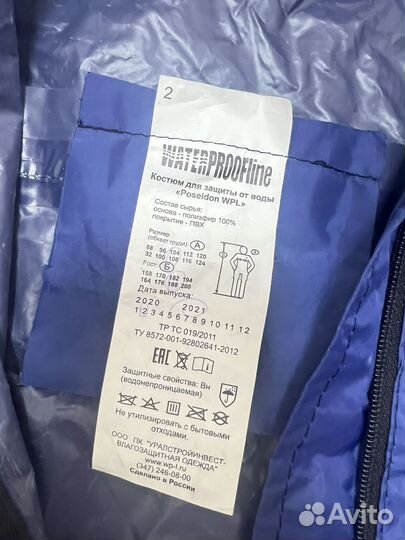 2
WATERPROOFline
Костюм для защиты от воды
«Poseidon WPL»
Состав сырья:
основа - полиэфир 100%
покрытие - ПВХ
Размер
(обхват груди): А
88 96 104 112 120
92 100 108 116 124
Рост: Б
158 170 182 194
164 176 188 200
Дата выпуска:
2020 2021
1 2 3 4 5 6 7 8 9 10 11 12
ТР ТС 019/2011
ТУ 8572-001-92802641-2012
EAC
Защитные свойства: Вн
(водонепроницаемая)
Не утилизировать с бытовыми
отходами.
ООО ПК "УРАЛСТРОЙИНВЕСТ-
ВЛАГОЗАЩИТНАЯ ОДЕЖДА"
www.wp-l.ru
(347) 246-08-00
Сделано в России
Avito